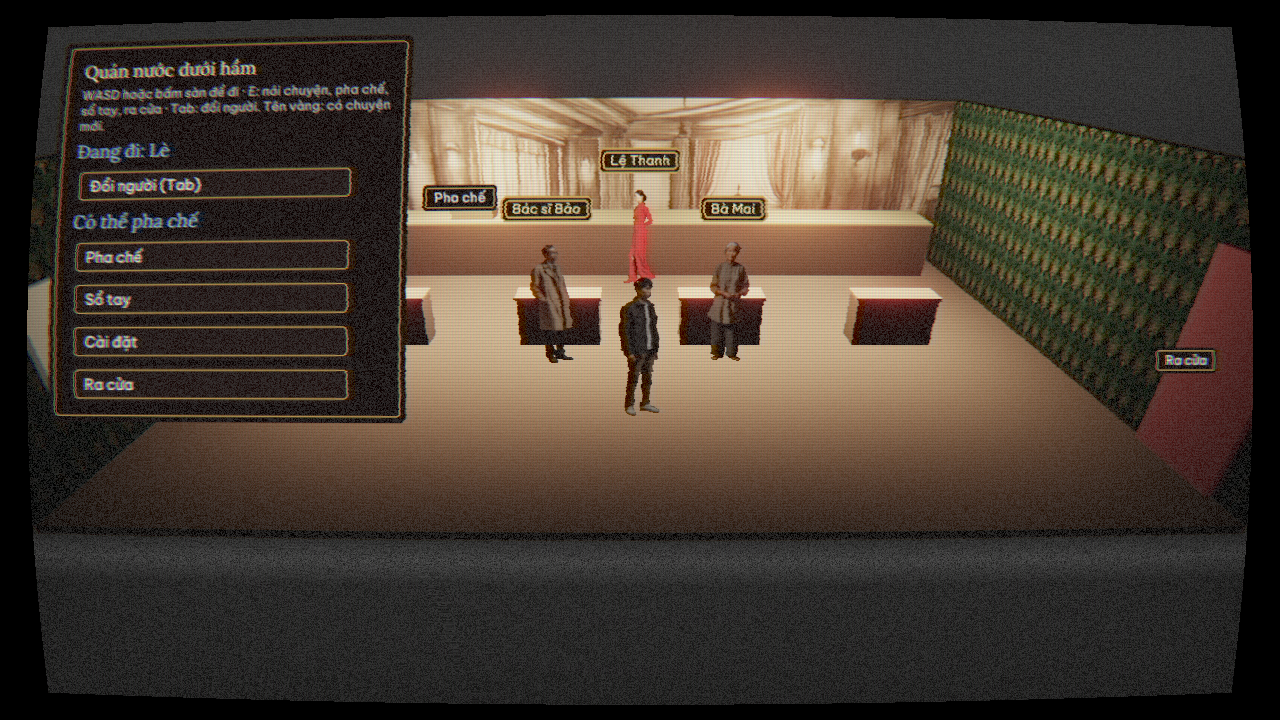 Quán nước dưới hầm
WASD hoặc bấm sàn để đi · E: nói chuyện, pha chế,
sổ tay, ra cửa · Tab: đổi người. Tên vàng: có chuyện
mới.
Đang đi: Lè
Đổi người (Tab)
Có thể pha chế
Pha chế
Sổ tay
Cài đặt
Ra cửa
Lệ Thanh
Pha chế
Bác sĩ Bảo
Bà Mai
Ra cửa